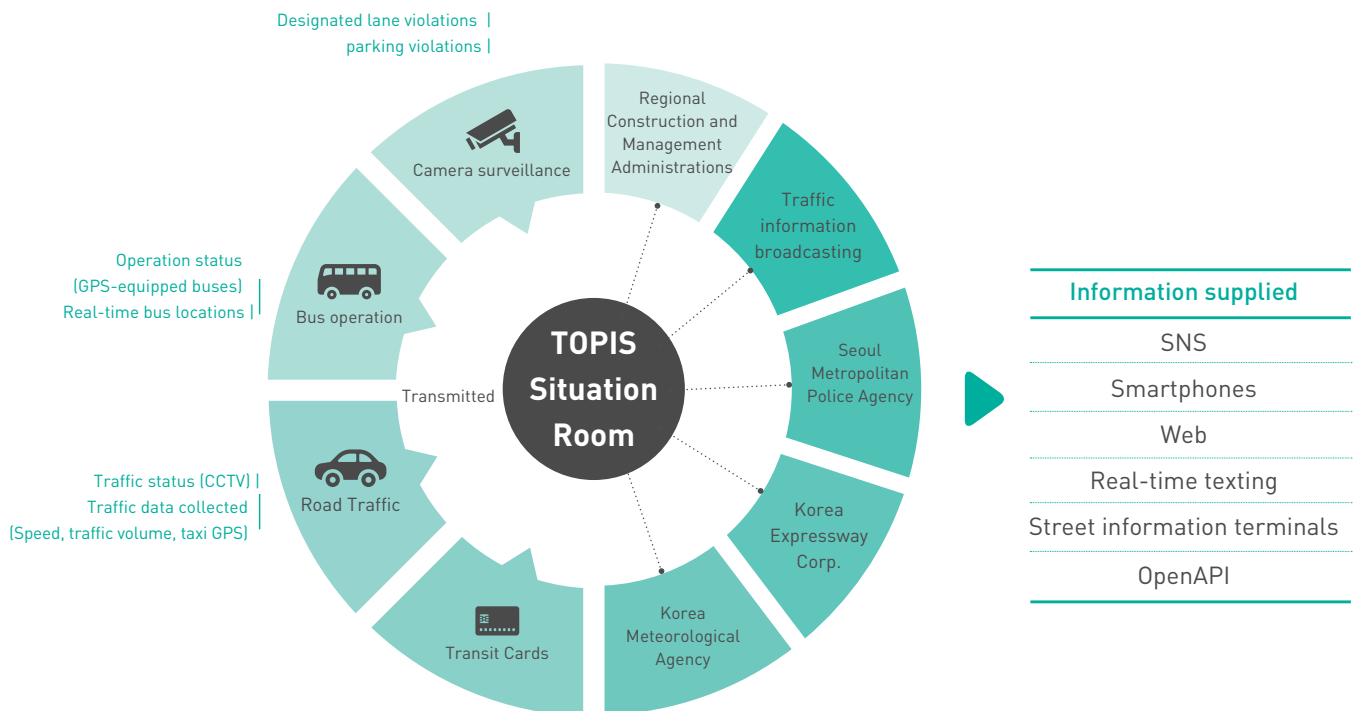 Designated lane violations |
parking violations |
Camera surveillance
Operation status
(GPS-equipped buses)
Real-time bus locations |
Bus operation
Traffic status (CCTV) |
Traffic data collected
(Speed, traffic volume, taxi GPS)
Road Traffic
Transit Cards
Transmitted
TOPIS
Situation
Room
Regional
Construction and
Management
Administrations
Traffic
information
broadcasting
Seoul
Metropolitan
Police Agency
Korea
Expressway
Corp.
Korea
Meteorological
Agency
Information supplied
SNS
Smartphones
Web
Real-time texting
Street information terminals
OpenAPI